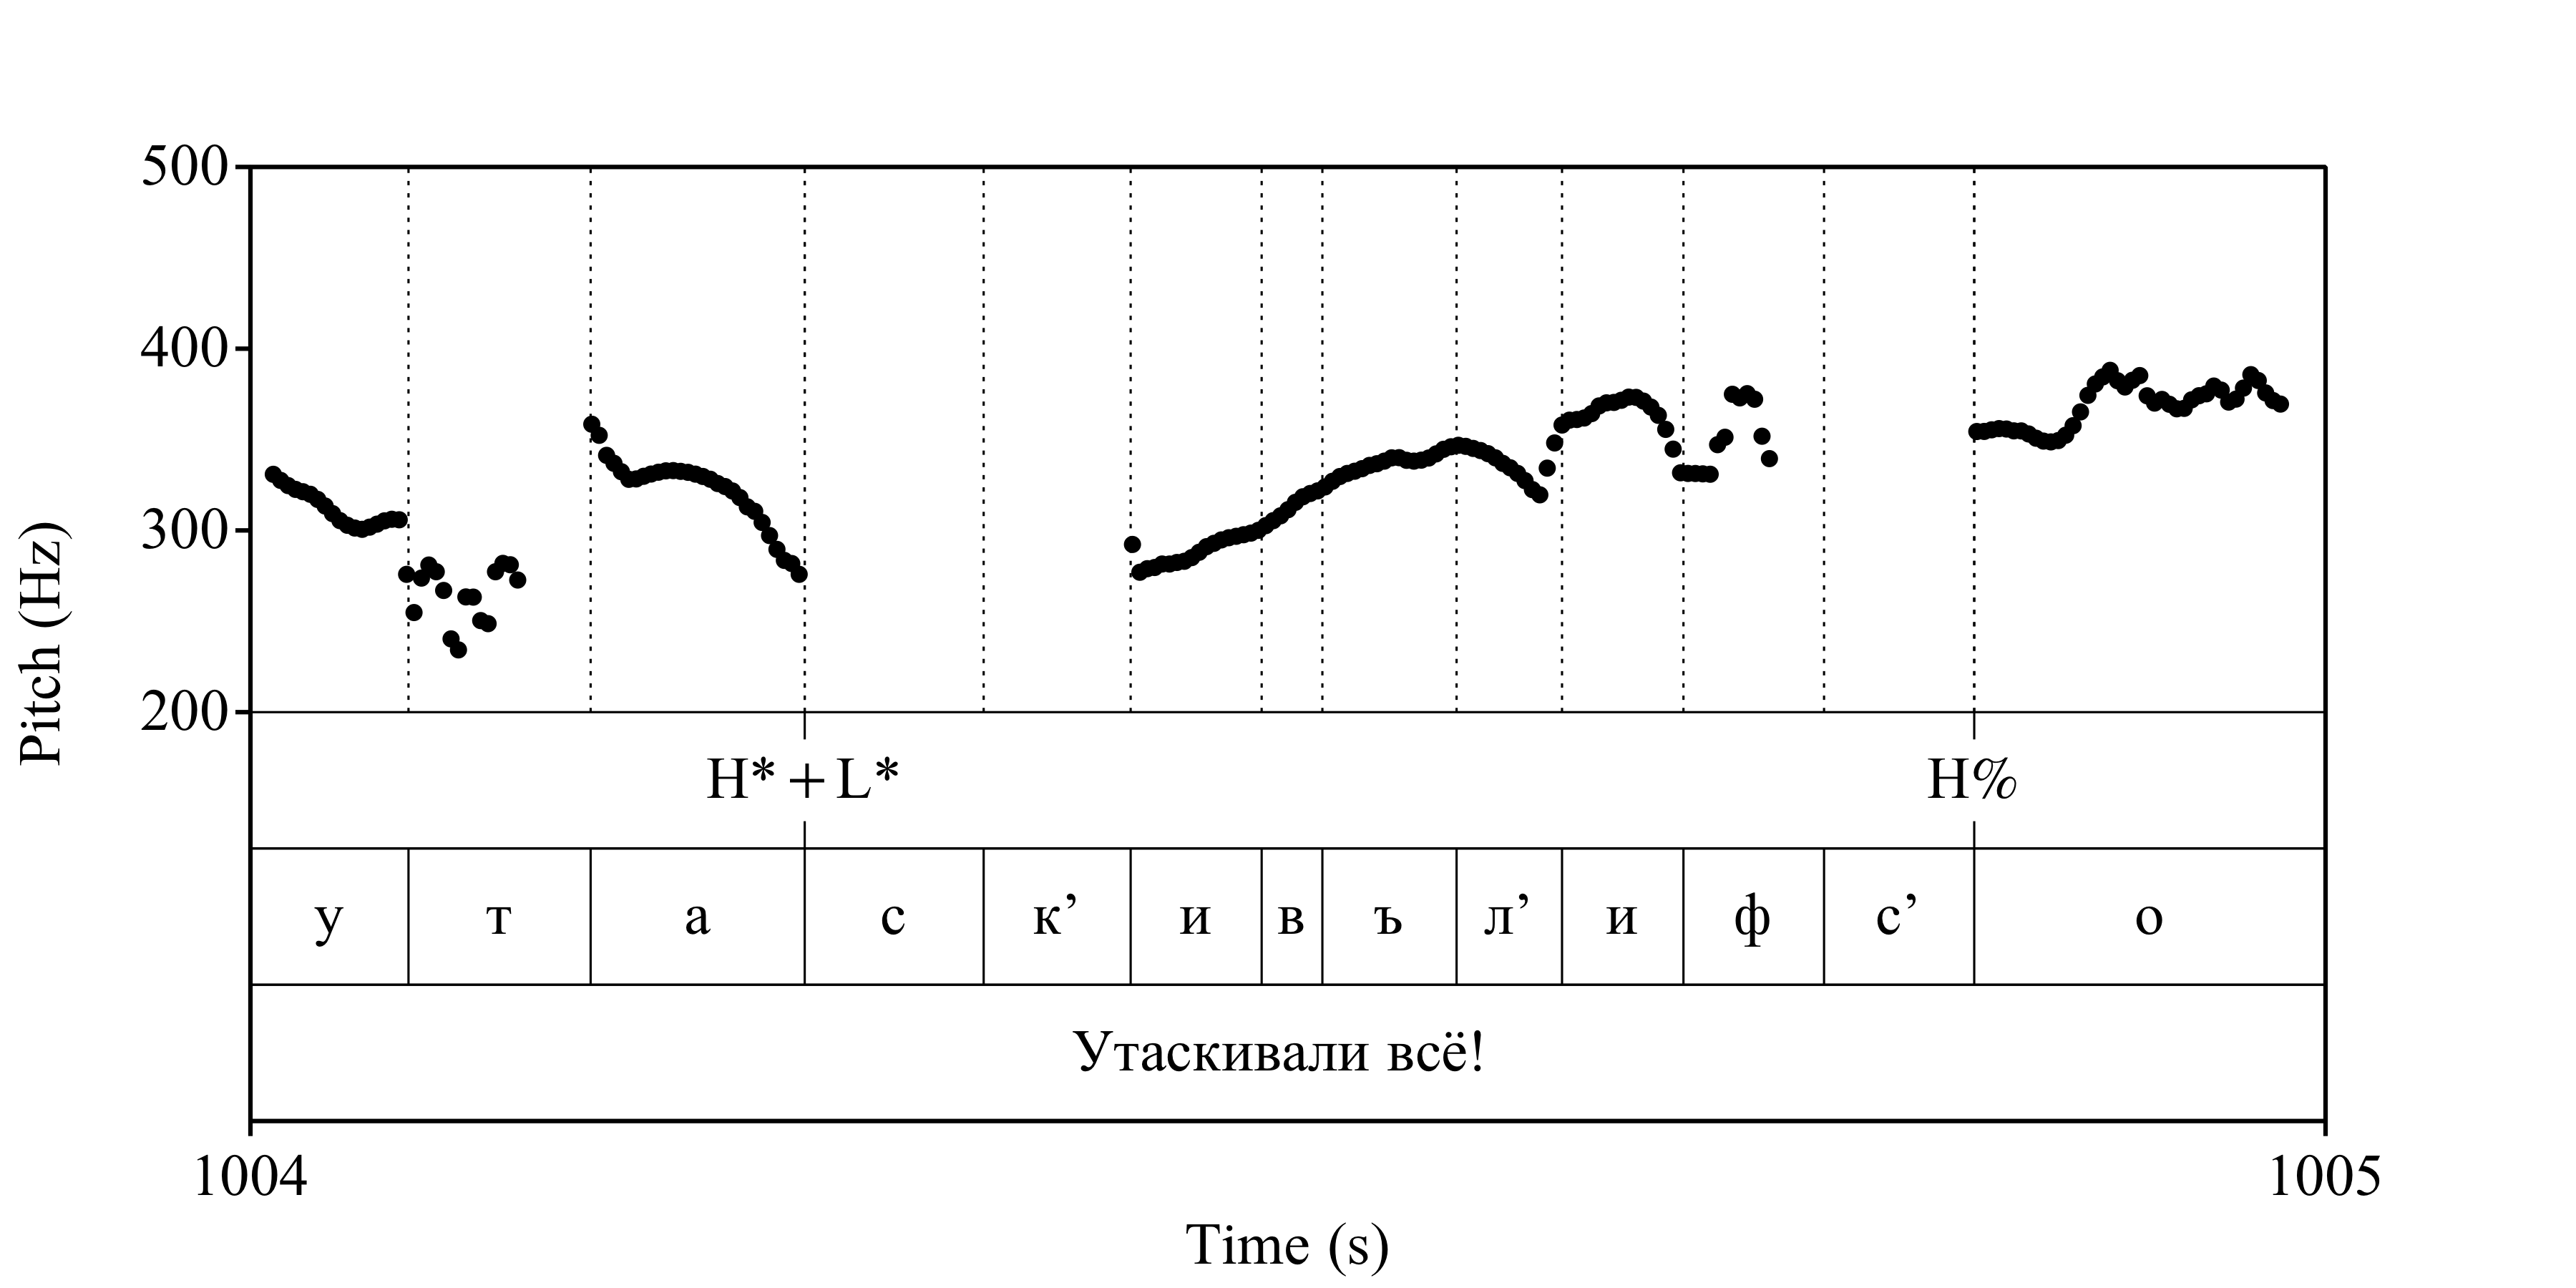 500
400
300
200
Pitch (Hz)
H* + L* H%
у т а с к’ и в ъ л’ и ф с’ о
Утаскивали всё!
1004 1005
Time (s)